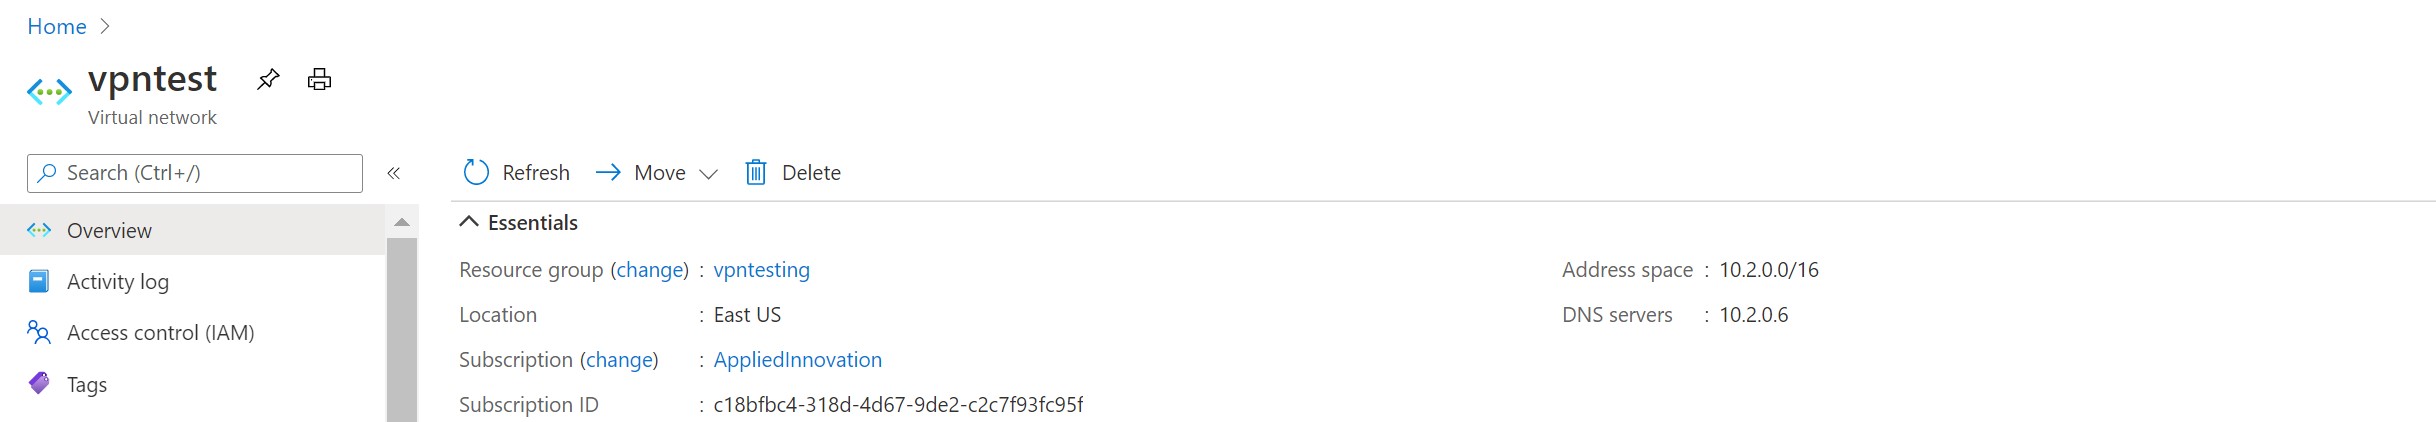 Home
vpntest
Virtual network
Search (Ctrl+/)
Refresh Move Delete
Overview
Activity log
Access control (IAM)
Tags
Essentials
Resource group (change) : vpntesting
Location : East US
Subscription (change) : AppliedInnovation
Subscription ID : c18bfbc4-318d-4d67-9de2-c2c7f93fc95f
Address space : 10.2.0.0/16
DNS servers : 10.2.0.6